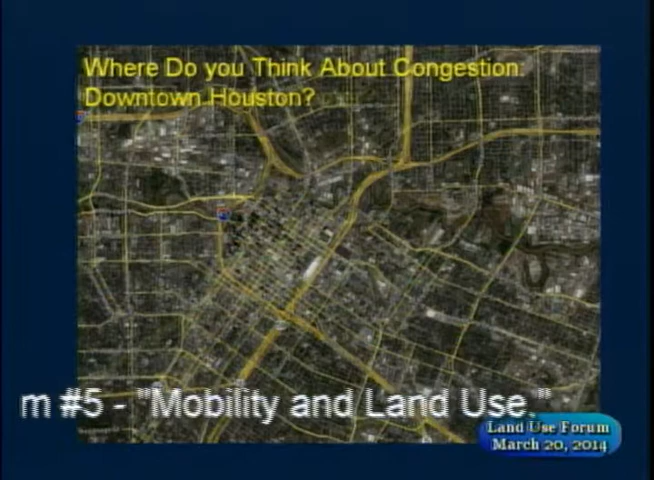 Where Do you Think About Congestion:
Downtown Houston?
m #5 - "Mobility and Land Use."
Land Use Forum
March 20, 2014